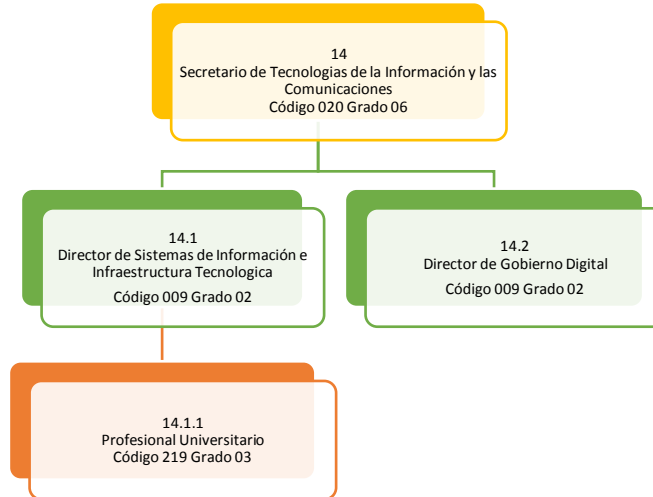 14
Secretario de Tecnologias de la Información y las
Comunicaciones
Código 020 Grado 06
14.1
Director de Sistemas de Información e
Infraestructura Tecnologica
Código 009 Grado 02
14.2
Director de Gobierno Digital
Código 009 Grado 02
14.1.1
Profesional Universitario
Código 219 Grado 03